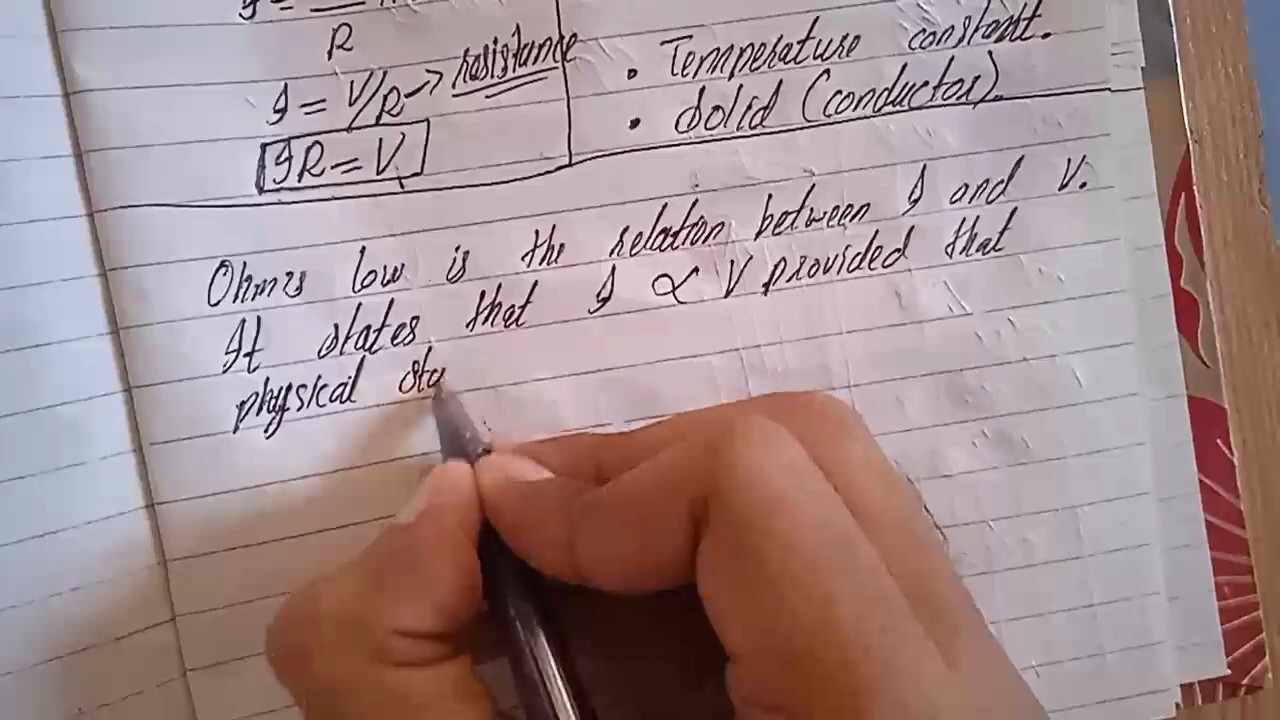 R
I = V/R → resistance
IR = V
• Temperature constant.
• Solid (conductor).
Ohms low is the relation between I and V.
It states that I ∝ V provided that
physical sta